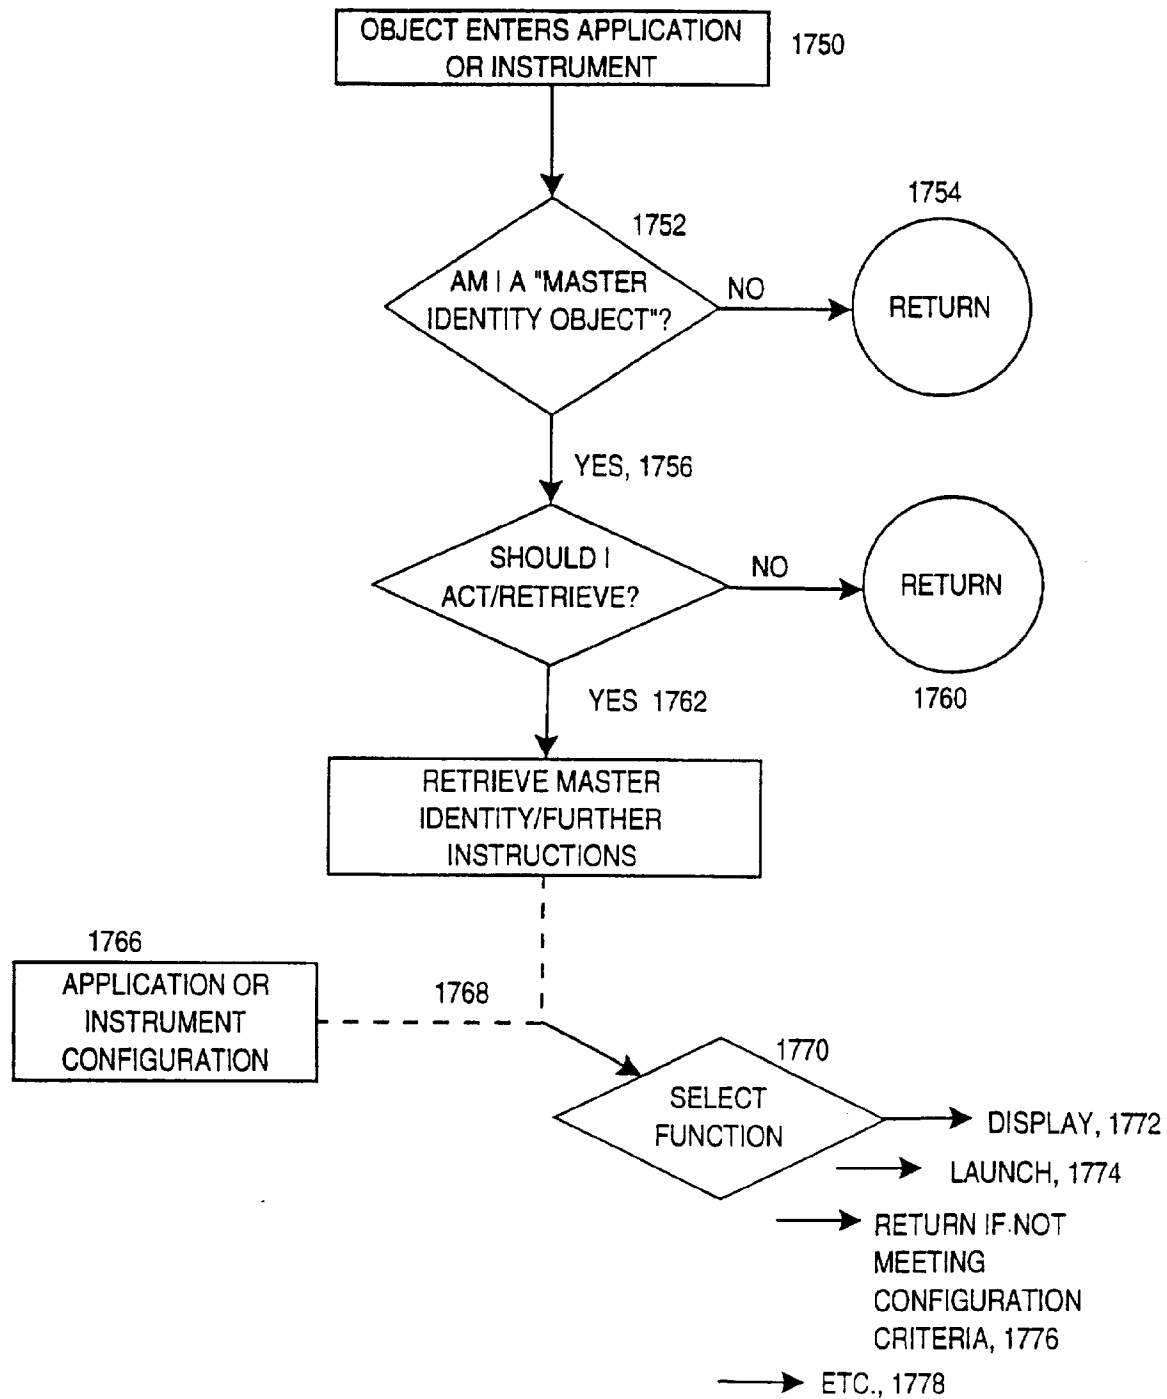 OBJECT ENTERS APPLICATION
OR INSTRUMENT
1750
1752
1754
AM I A "MASTER
IDENTITY OBJECT"?
NO
RETURN
YES, 1756
SHOULD I
ACT/RETRIEVE?
NO
RETURN
1760
YES 1762
RETRIEVE MASTER
IDENTITY/FURTHER
INSTRUCTIONS
1766
APPLICATION OR
INSTRUMENT
CONFIGURATION
1768
1770
SELECT
FUNCTION
DISPLAY, 1772
LAUNCH, 1774
RETURN IF NOT
MEETING
CONFIGURATION
CRITERIA, 1776
ETC., 1778